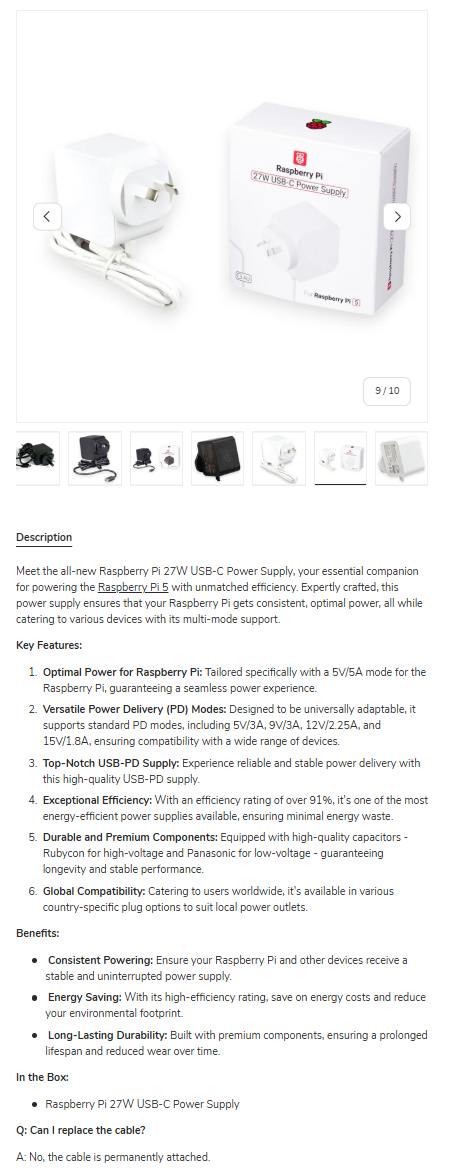 Raspberry Pi
27W USB-C Power Supply
For Raspberry Pi 5
9 / 10
Description
Meet the all-new Raspberry Pi 27W USB-C Power Supply, your essential companion
for powering the Raspberry Pi 5 with unmatched efficiency. Expertly crafted, this
power supply ensures that your Raspberry Pi gets consistent, optimal power, all while
catering to various devices with its multi-mode support.
Key Features:
1. Optimal Power for Raspberry Pi: Tailored specifically with a 5V/5A mode for the
Raspberry Pi, guaranteeing a seamless power experience.
2. Versatile Power Delivery (PD) Modes: Designed to be universally adaptable, it
supports standard PD modes, including 5V/3A, 9V/3A, 12V/2.25A, and
15V/1.8A, ensuring compatibility with a wide range of devices.
3. Top-Notch USB-PD Supply: Experience reliable and stable power delivery with
this high-quality USB-PD supply.
4. Exceptional Efficiency: With an efficiency rating of over 91%, it's one of the most
energy-efficient power supplies available, ensuring minimal energy waste.
5. Durable and Premium Components: Equipped with high-quality capacitors -
Rubycon for high-voltage and Panasonic for low-voltage - guaranteeing
longevity and stable performance.
6. Global Compatibility: Catering to users worldwide, it's available in various
country-specific plug options to suit local power outlets.
Benefits:
• Consistent Powering: Ensure your Raspberry Pi and other devices receive a
stable and uninterrupted power supply.
• Energy Saving: With its high-efficiency rating, save on energy costs and reduce
your environmental footprint.
• Long-Lasting Durability: Built with premium components, ensuring a prolonged
lifespan and reduced wear over time.
In the Box:
• Raspberry Pi 27W USB-C Power Supply
Q: Can I replace the cable?
A: No, the cable is permanently attached.